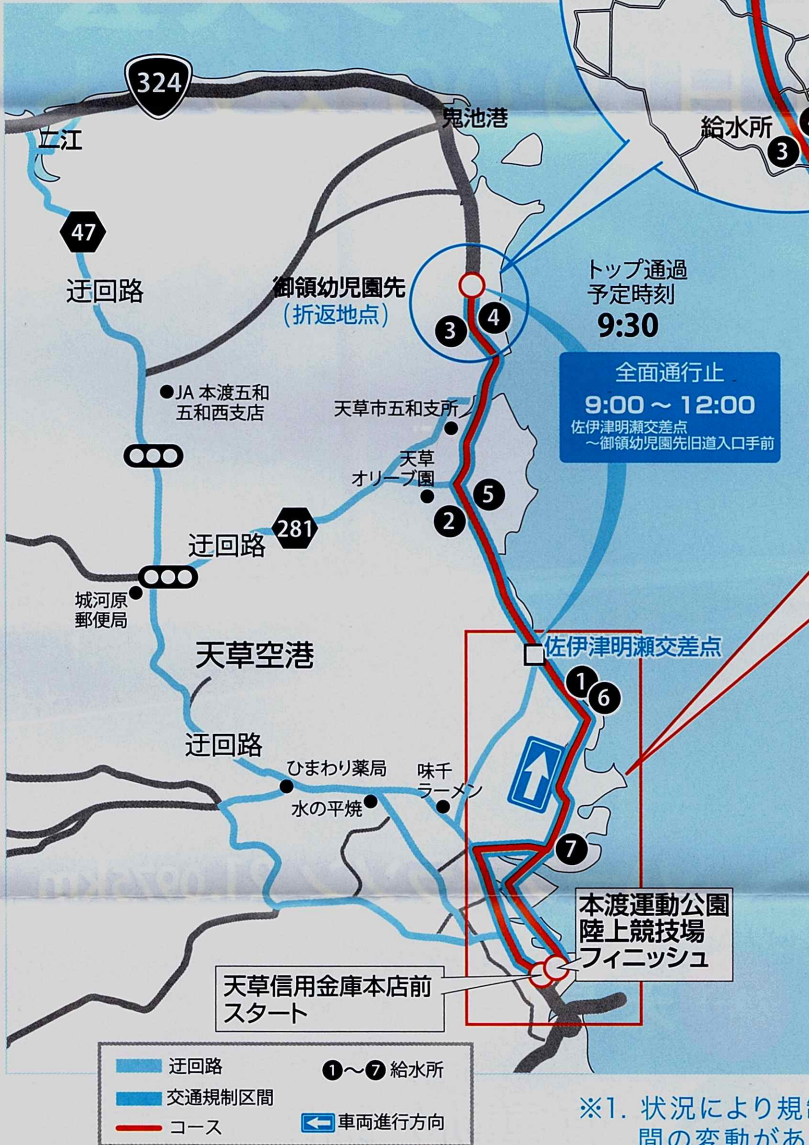 324
鬼池港
二江
給水所
3
47
迂回路
御領幼児園先
(折返地点)
3
4
トップ通過
予定時刻
9:30
全面通行止
9:00～12:00
佐伊津明瀬交差点
～御領幼児園先旧道入口手前
JA 本渡五和
五和西支店
天草市五和支所
天草
オリーブ園
5
2
281
迂回路
城河原
郵便局
佐伊津明瀬交差点
天草空港
1
6
迂回路
ひまわり薬局
水の平焼
味千
ラーメン
7
本渡運動公園
陸上競技場
フィニッシュ
天草信用金庫本店前
スタート
迂回路
1～7 給水所
交通規制区間
コース
車両進行方向
※1. 状況により規
間の変動があ